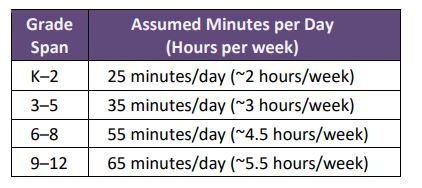 Grade Span
Assumed Minutes per Day (Hours per week)
K–2 25 minutes/day (~2 hours/week)
3–5 35 minutes/day (~3 hours/week)
6–8 55 minutes/day (~4.5 hours/week)
9–12 65 minutes/day (~5.5 hours/week)